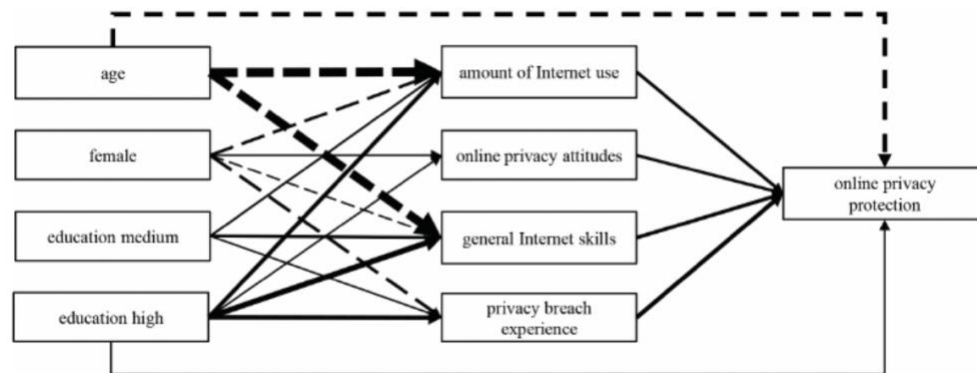 age
amount of Internet use
female
online privacy attitudes
online privacy
protection
education medium
general Internet skills
education high
privacy breach
experience